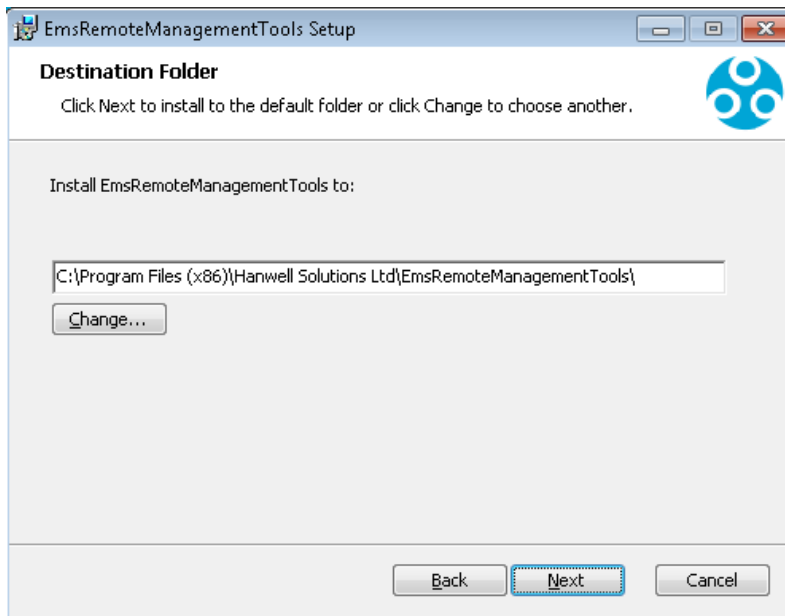 EmsRemoteManagementTools Setup
Destination Folder
Click Next to install to the default folder or click Change to choose another.
Install EmsRemoteManagementTools to:
C:\Program Files (x86)\Hanwell Solutions Ltd\EmsRemoteManagementTools\
Change...
Back Next Cancel